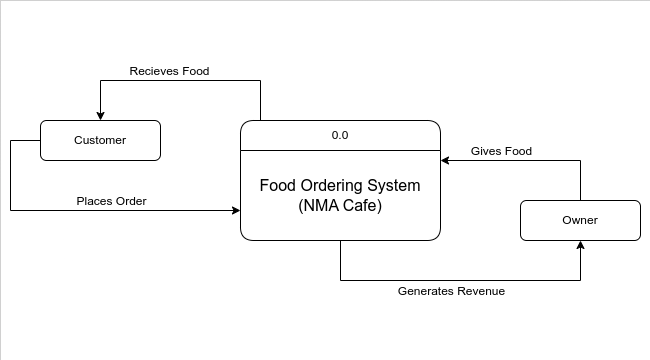 Recieves Food
Customer
Places Order
0.0
Food Ordering System
(NMA Cafe)
Gives Food
Owner
Generates Revenue